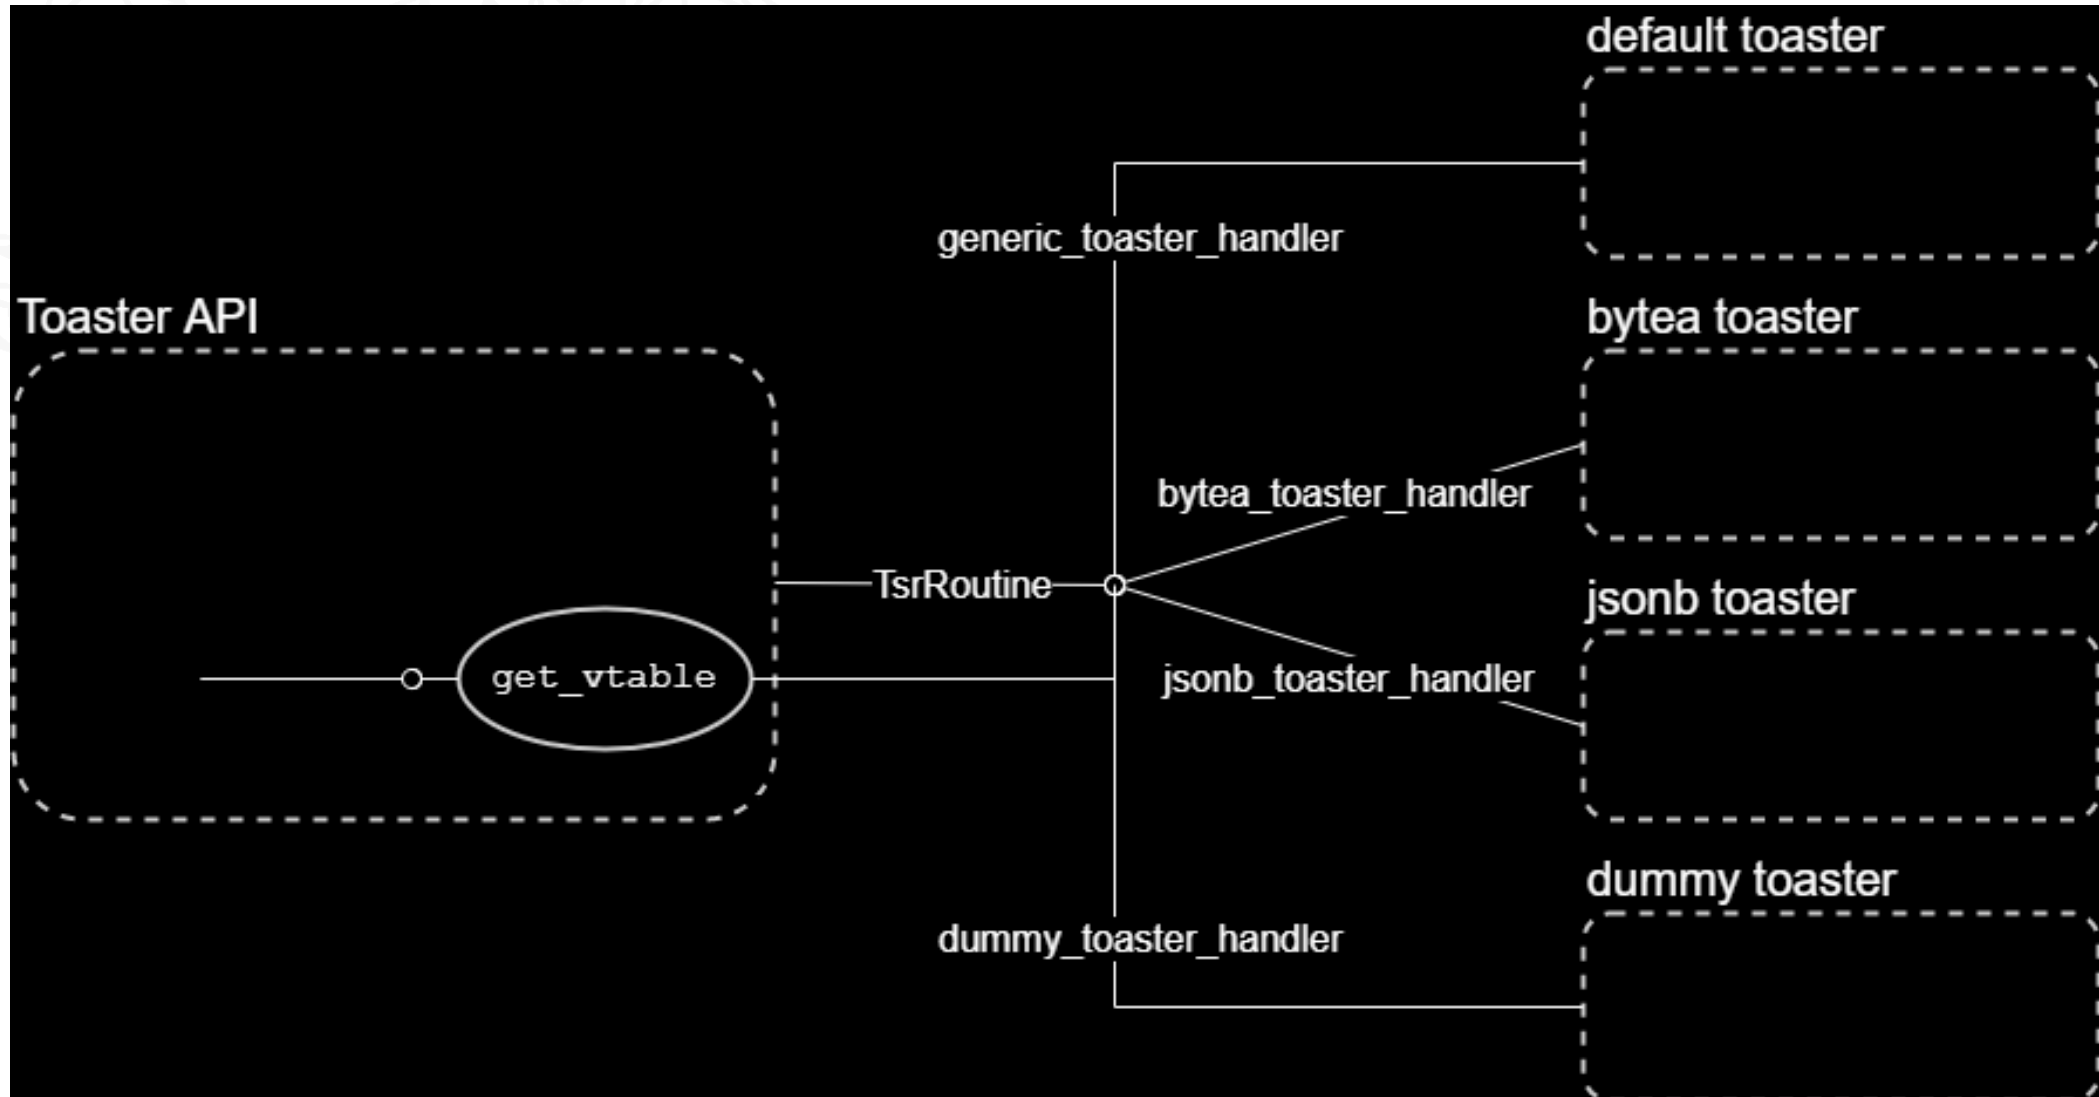 default toaster
generic_toaster_handler
Toaster API
bytea toaster
bytea_toaster_handler
TsrRoutine
jsonb toaster
get_vtable
jsonb_toaster_handler
dummy toaster
dummy_toaster_handler